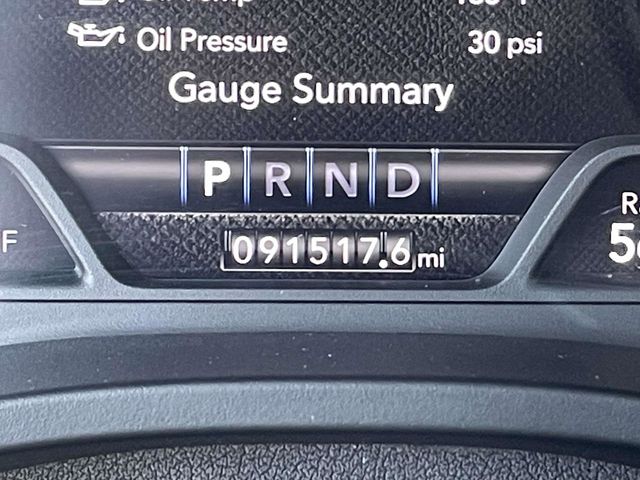 Oil Pressure 30 psi
Gauge Summary
P R N D
F
091517.6 mi